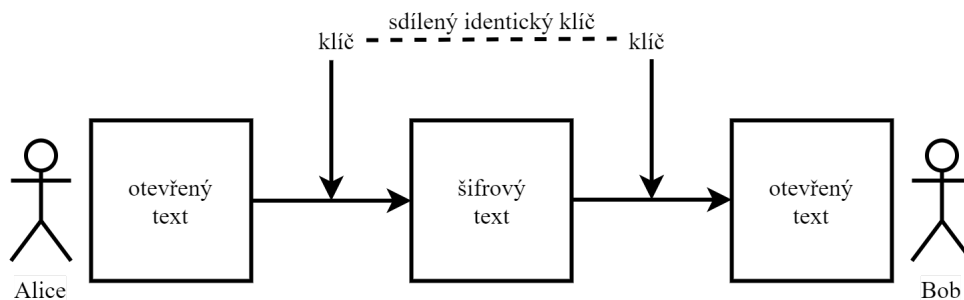 sdílený identický klíč
klíč
klíč
otevřený
text
šifrový
text
otevřený
text
Alice
Bob